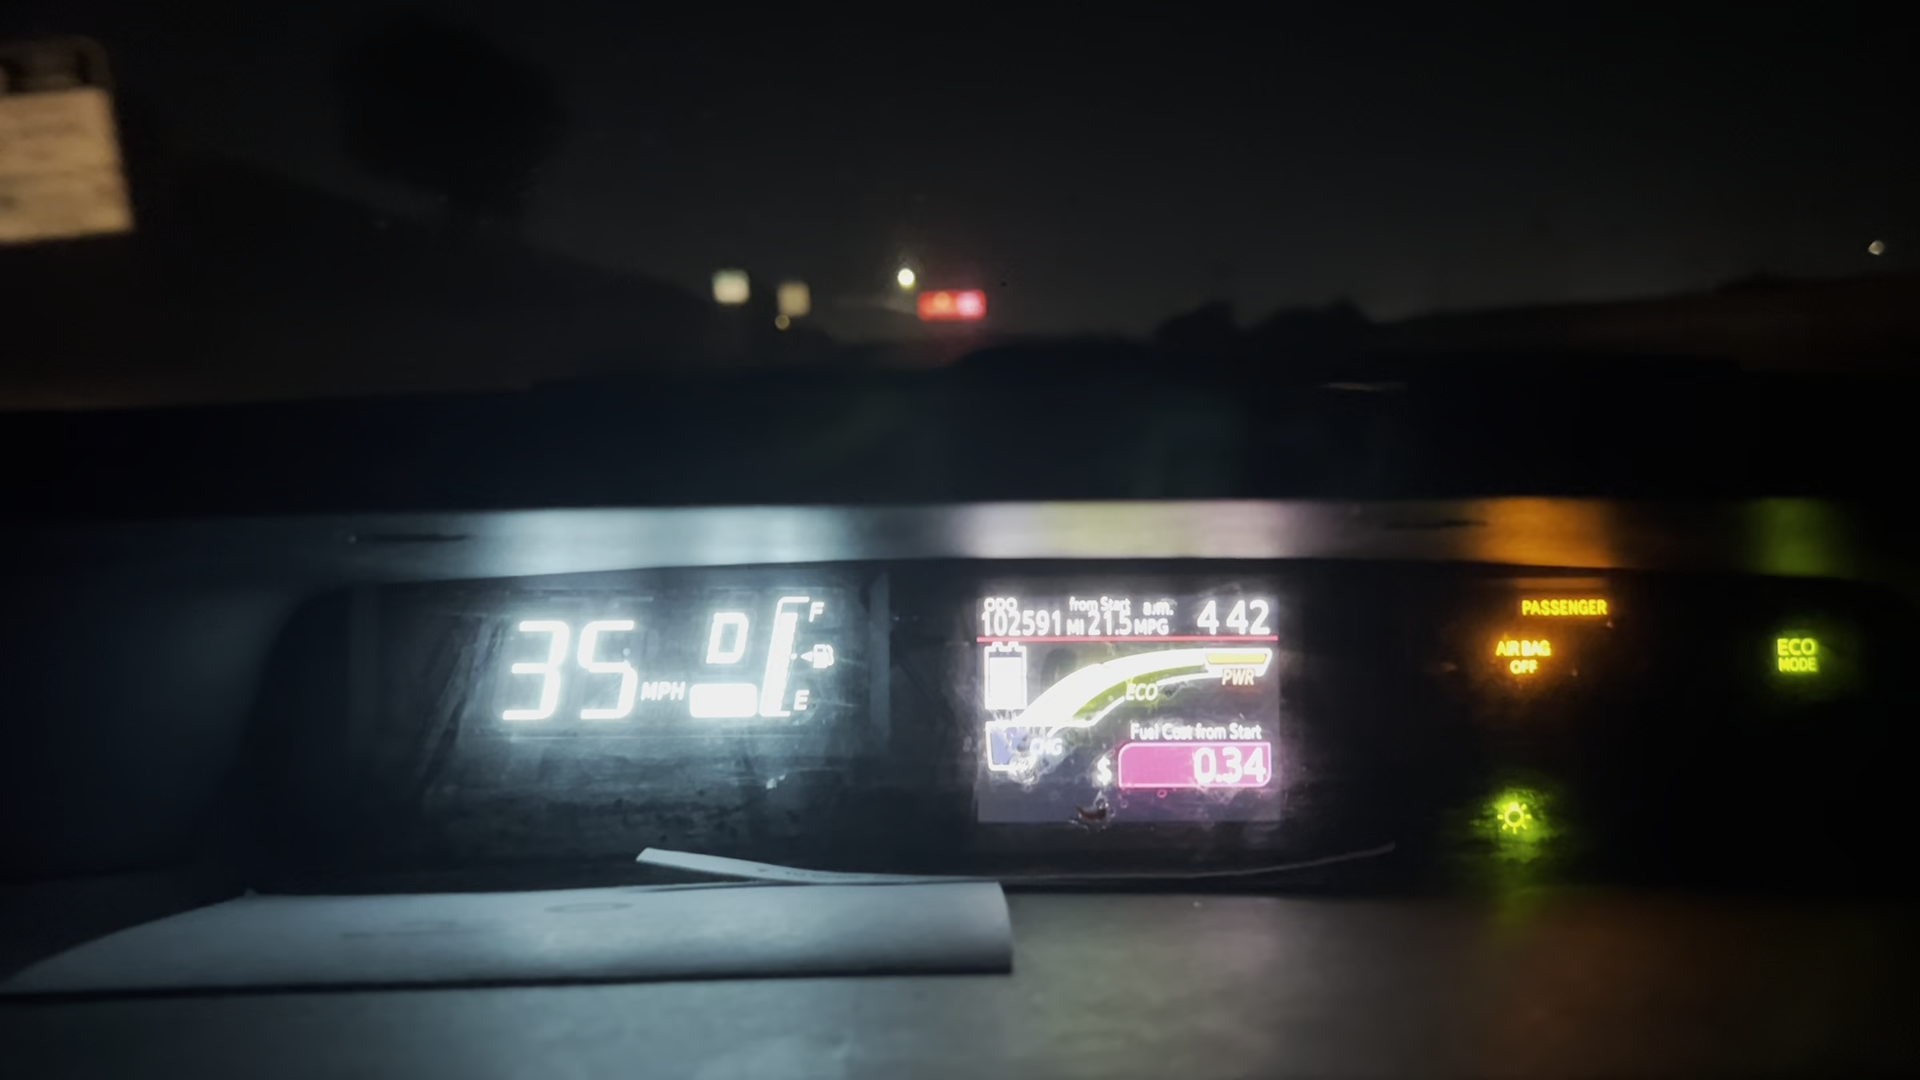 35 MPH D F E
ODO from Start a.m.
102591 MI 21.5 MPG 4 42
ECO PWR
CHG
Fuel Cost from Start
$ 0.34
PASSENGER
AIR BAG
OFF
ECO
MODE